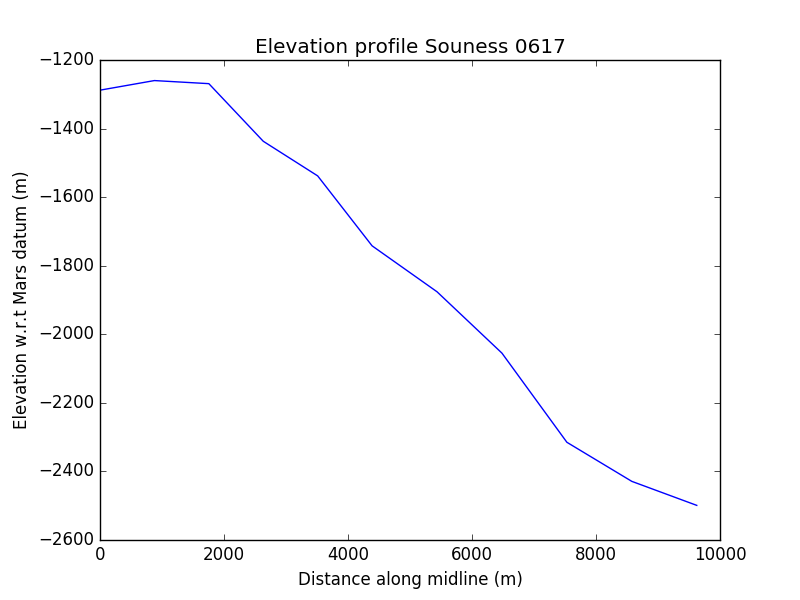 Elevation profile Souness 0617
−1200
−1400
−1600
−1800
−2000
−2200
−2400
−2600
Elevation w.r.t Mars datum (m)
0 2000 4000 6000 8000 10000
Distance along midline (m)